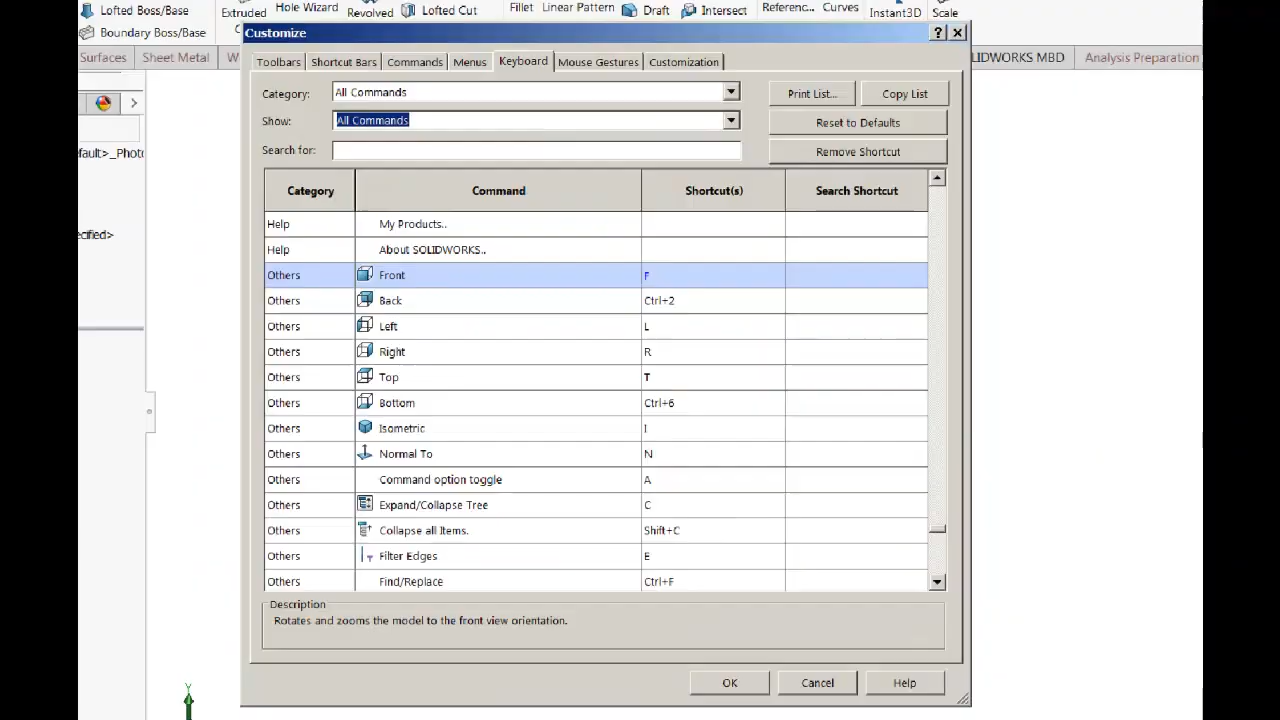 Lofted Boss/Base
Boundary Boss/Base
Extruded
Hole Wizard
Revolved
Lofted Cut
Fillet
Linear Pattern
Draft
Intersect
Referenc...
Curves
Instant3D
Scale
Surfaces
Sheet Metal
W
LIDWORKS MBD
Analysis Preparation
Customize
Toolbars
Shortcut Bars
Commands
Menus
Keyboard
Mouse Gestures
Customization
Category:
All Commands
Print List...
Copy List
Show:
All Commands
Reset to Defaults
Search for:
Remove Shortcut
Category Command Shortcut(s) Search Shortcut
Help My Products..
Help About SOLIDWORKS..
Others Front F
Others Back Ctrl+2
Others Left L
Others Right R
Others Top T
Others Bottom Ctrl+6
Others Isometric I
Others Normal To N
Others Command option toggle A
Others Expand/Collapse Tree C
Others Collapse all Items. Shift+C
Others Filter Edges E
Others Find/Replace Ctrl+F
Description
Rotates and zooms the model to the front view orientation.
OK
Cancel
Help
efault>_Photo
ecified>
Y